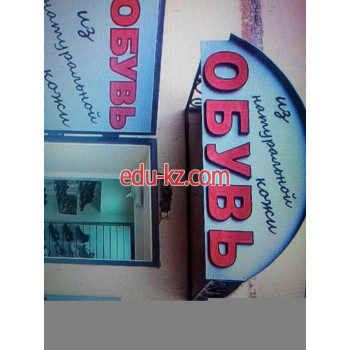 ОБУВЬ
из
натуральной
кожи
ОБУВЬ
из
натуральной
кожи
edu-kz.com